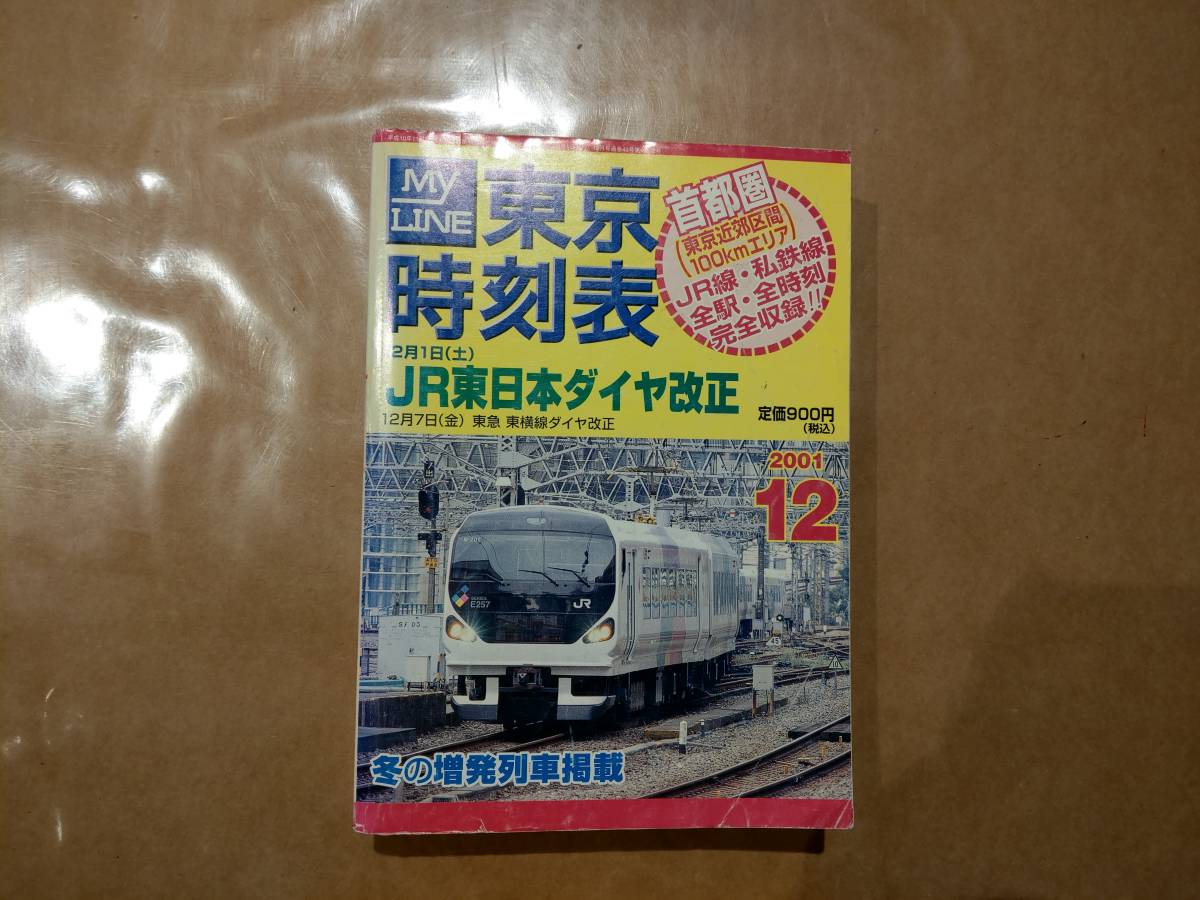 My
LINE
東京
時刻表
首都圏
(東京近郊区間)
100kmエリア
JR線・私鉄線
全駅・全時刻
完全収録!!
2月1日(土)
JR東日本ダイヤ改正
12月7日(金) 東急 東横線ダイヤ改正
定価900円
(税込)
2001
12
SERIES
E257
JR
45
冬の増発列車掲載